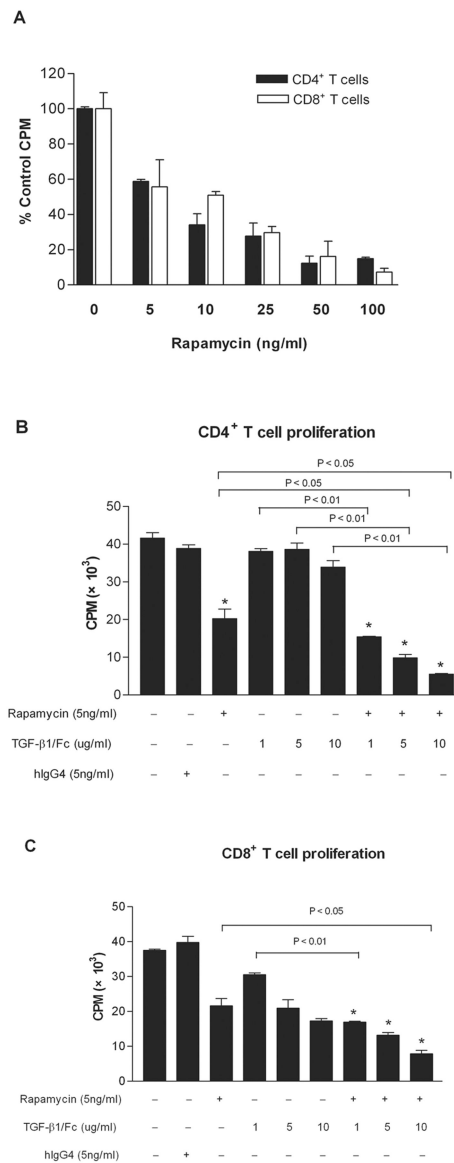 A
CD4+ T cells
CD8+ T cells
% Control CPM
120
100
80
60
40
20
0
0 5 10 25 50 100
Rapamycin (ng/ml)
B
CD4+ T cell proliferation
P < 0.05
P < 0.05
P < 0.01
P < 0.01
P < 0.01
CPM (× 10³)
50
40
30
20
10
0
* * * *
Rapamycin (5ng/ml) – – + – – – + + +
TGF-β1/Fc (ug/ml) – – – 1 5 10 1 5 10
hIgG4 (5ng/ml) – + – – – – – – –
C
CD8+ T cell proliferation
P < 0.05
P < 0.01
CPM (× 10³)
50
40
30
20
10
0
* * *
Rapamycin (5ng/ml) – – + – – – + + +
TGF-β1/Fc (ug/ml) – – – 1 5 10 1 5 10
hIgG4 (5ng/ml) – + – – – – – – –